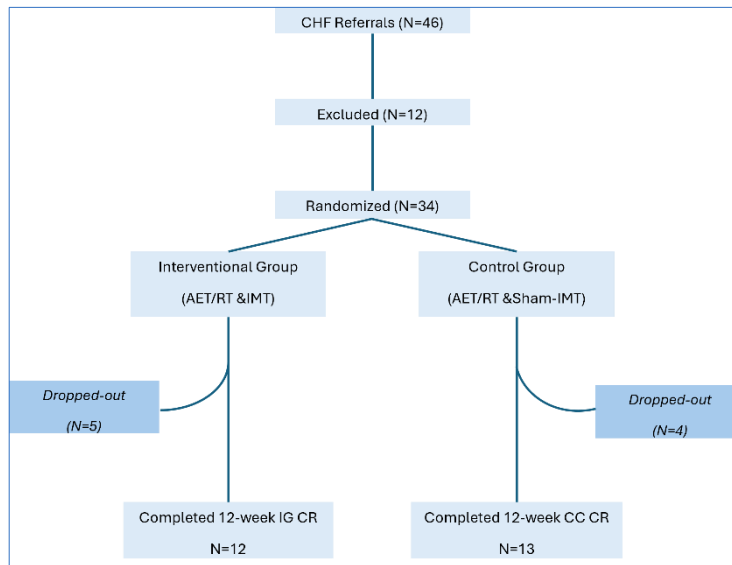 CHF Referrals (N=46)
Excluded (N=12)
Randomized (N=34)
Interventional Group
(AET/RT &IMT)
Control Group
(AET/RT &Sham-IMT)
Dropped-out
(N=5)
Dropped-out
(N=4)
Completed 12-week IG CR
N=12
Completed 12-week CC CR
N=13